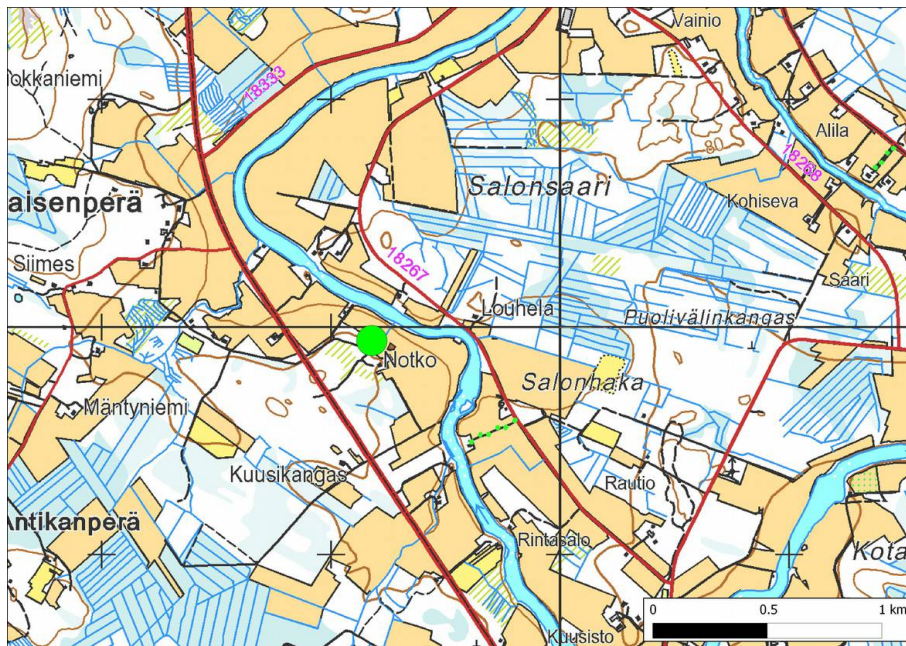 Vainio
okkaniemi
18333
Alila
80
18268
Salonsaari
aisenperä
Kohiseva
Siimes
18267
Saari
Louhela
Puolivälinkangas
Notko
Salonhaka
Mäntyniemi
Kuusikangas
Rautio
Antikanperä
Rintasalo
Kota
Kuusisto
0 0.5 1 km